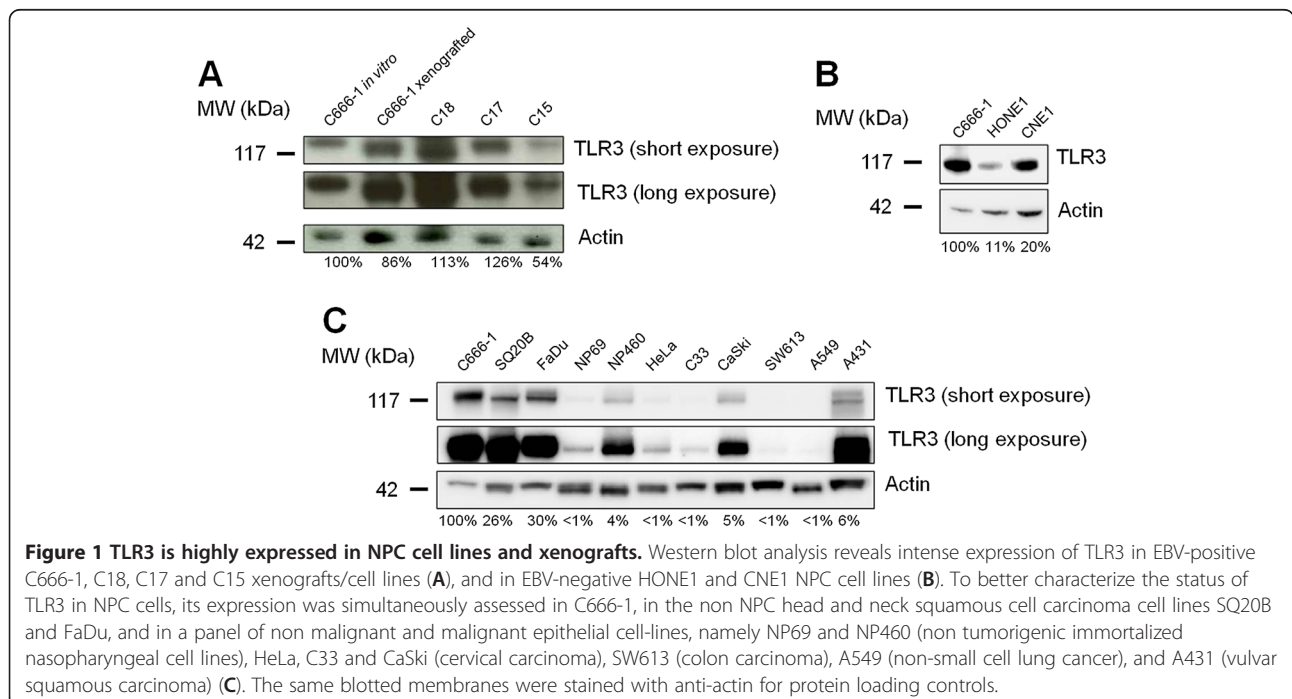 A
MW (kDa)
C666-1 in vitro
C666-1 xenografted
C18
C17
C15
117
TLR3 (short exposure)
TLR3 (long exposure)
42
Actin
100% 86% 113% 126% 54%
B
MW (kDa)
C666-1
HONE1
CNE1
117
TLR3
42
Actin
100% 11% 20%
C
MW (kDa)
C666-1
SQ20B
FaDu
NP69
NP460
HeLa
C33
CaSki
SW613
A549
A431
117
TLR3 (short exposure)
TLR3 (long exposure)
42
Actin
100% 26% 30% <1% 4% <1% <1% 5% <1% <1% 6%
Figure 1 TLR3 is highly expressed in NPC cell lines and xenografts. Western blot analysis reveals intense expression of TLR3 in EBV-positive
C666-1, C18, C17 and C15 xenografts/cell lines (A), and in EBV-negative HONE1 and CNE1 NPC cell lines (B). To better characterize the status of
TLR3 in NPC cells, its expression was simultaneously assessed in C666-1, in the non NPC head and neck squamous cell carcinoma cell lines SQ20B
and FaDu, and in a panel of non malignant and malignant epithelial cell-lines, namely NP69 and NP460 (non tumorigenic immortalized
nasopharyngeal cell lines), HeLa, C33 and CaSki (cervical carcinoma), SW613 (colon carcinoma), A549 (non-small cell lung cancer), and A431 (vulvar
squamous carcinoma) (C). The same blotted membranes were stained with anti-actin for protein loading controls.